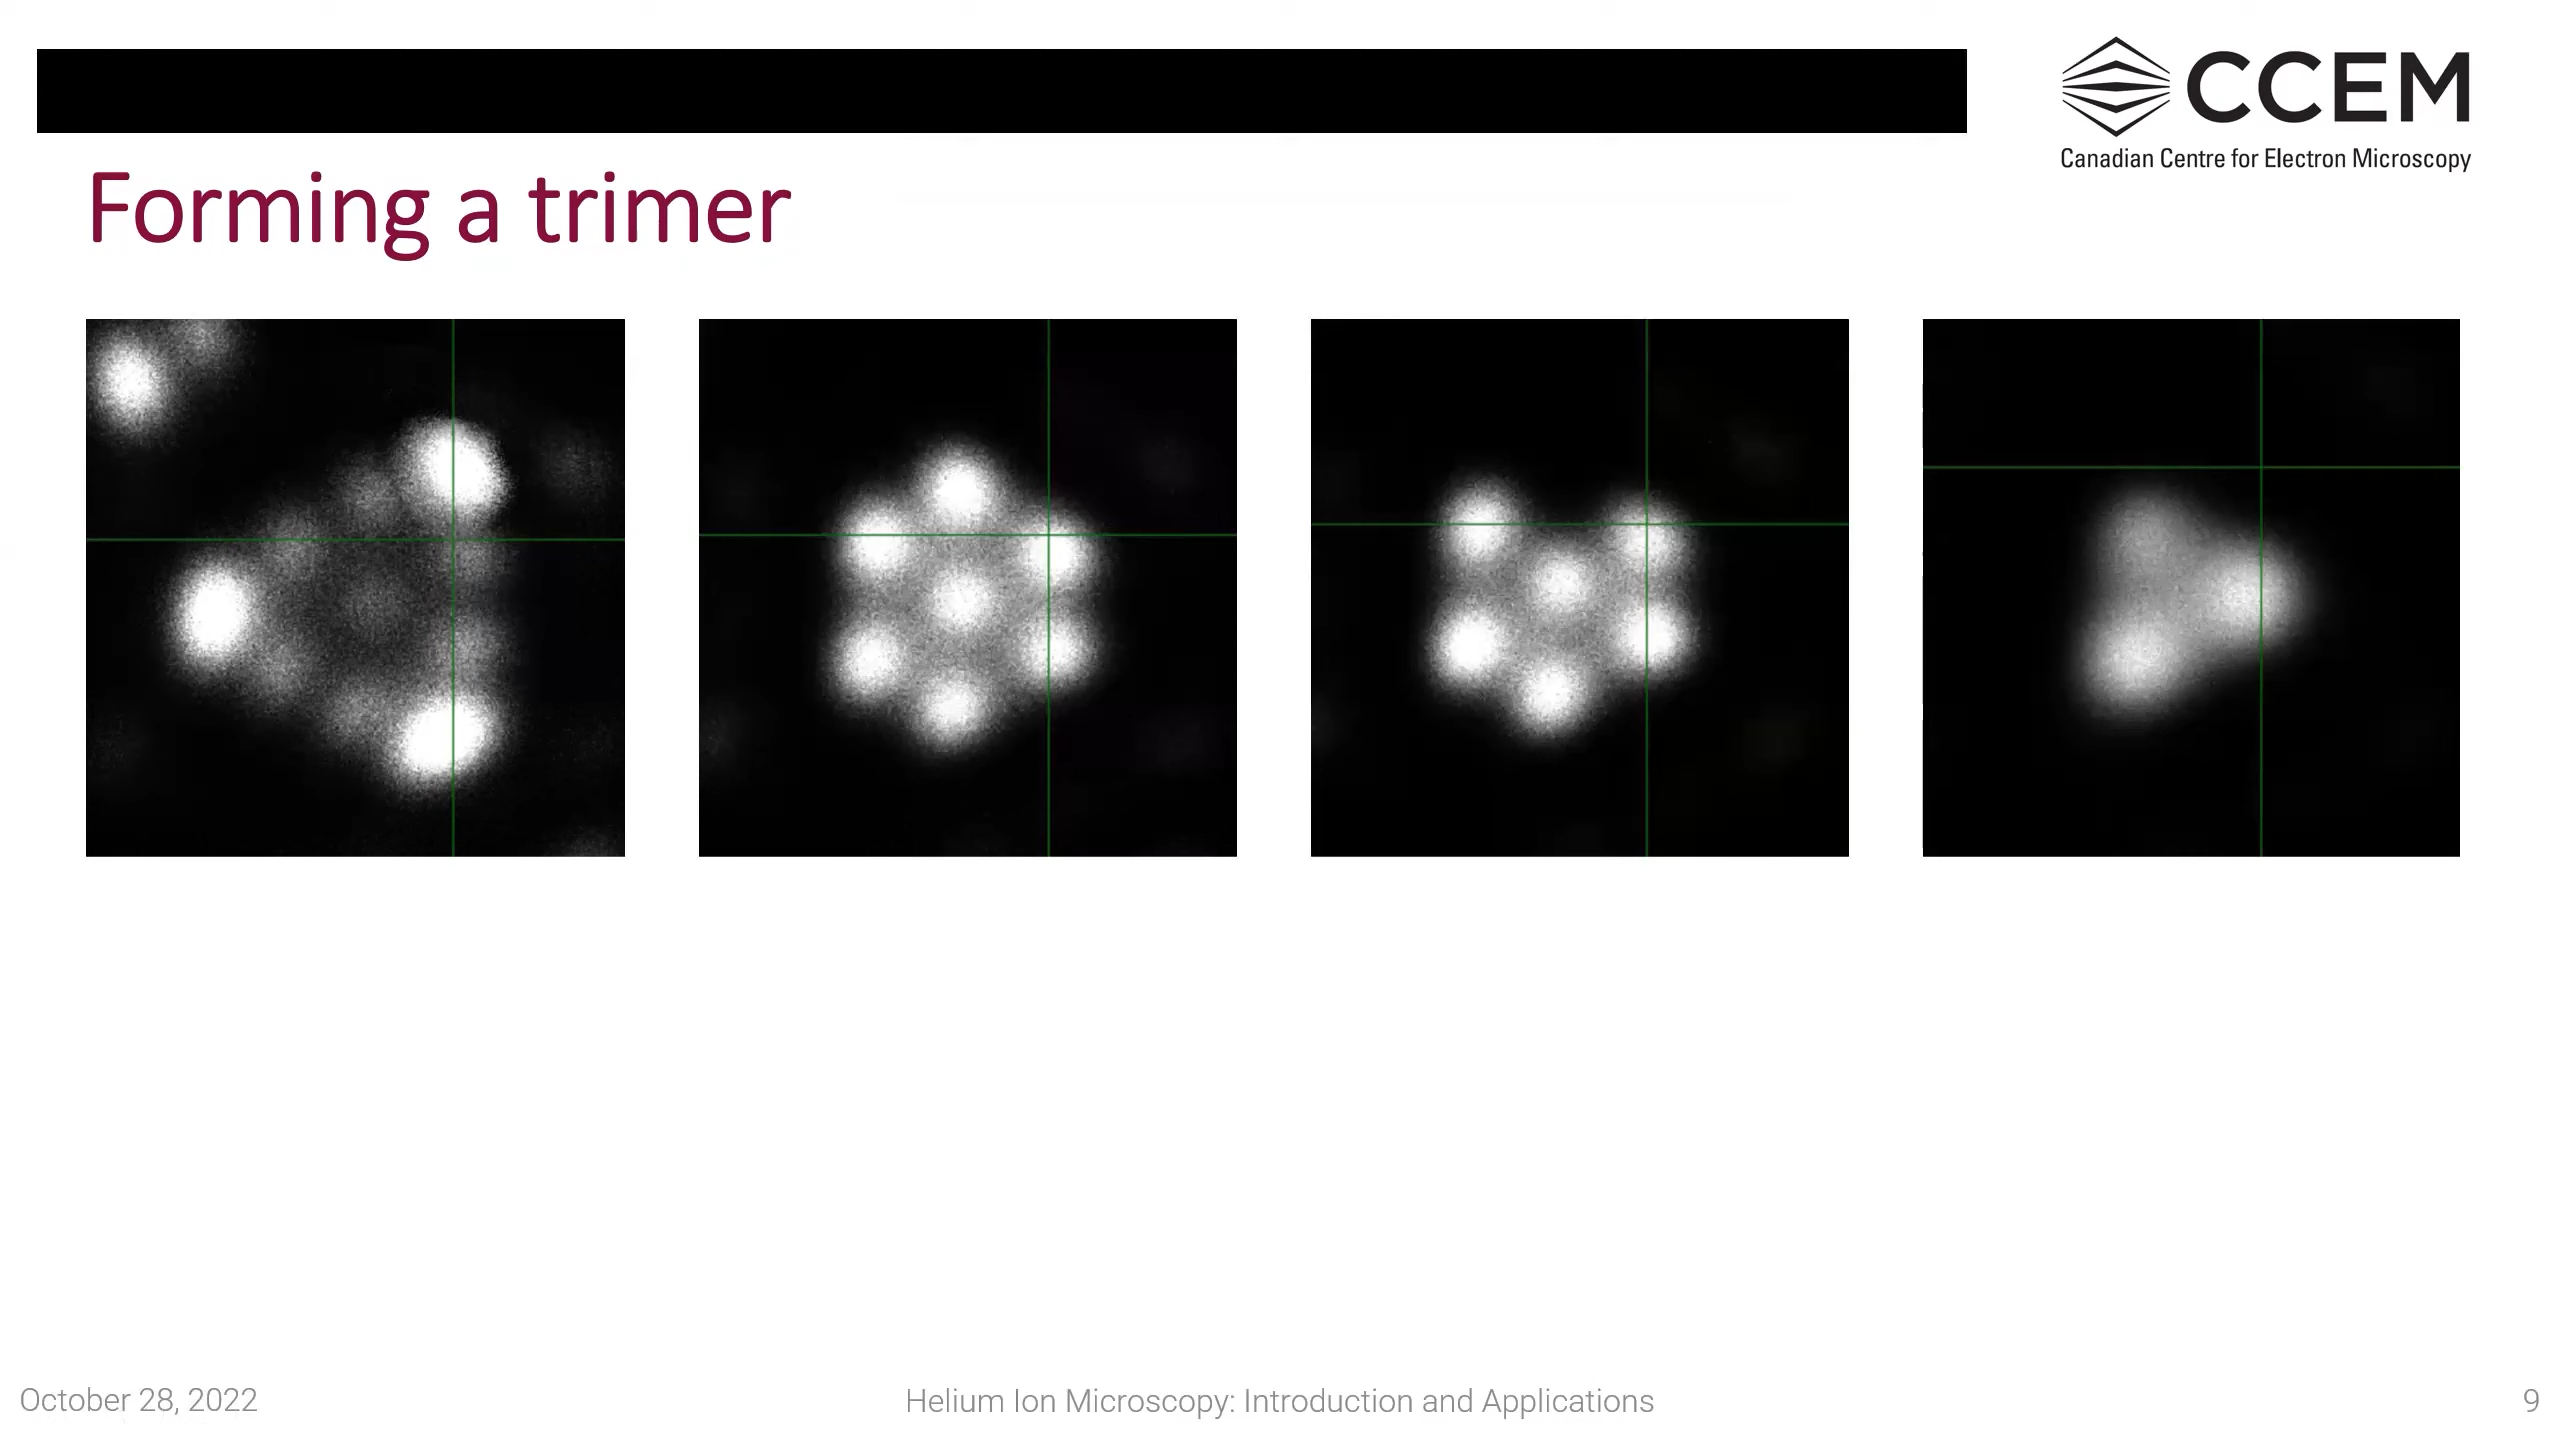 CCEM
Canadian Centre for Electron Microscopy
Forming a trimer
October 28, 2022
Helium Ion Microscopy: Introduction and Applications
9